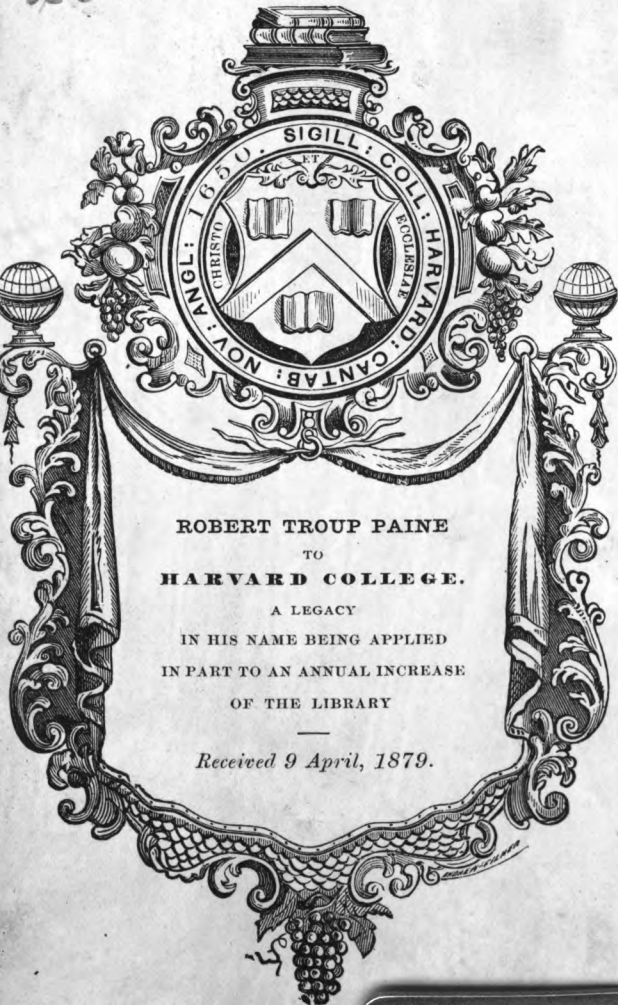 SIGILL: COLL: HARVARD: CANTAB: NOV: ANGL: 1650.
ET
CHRISTO
ECCLESIAE
ROBERT TROUP PAINE
TO
HARVARD COLLEGE.
A LEGACY
IN HIS NAME BEING APPLIED
IN PART TO AN ANNUAL INCREASE
OF THE LIBRARY
Received 9 April, 1879.